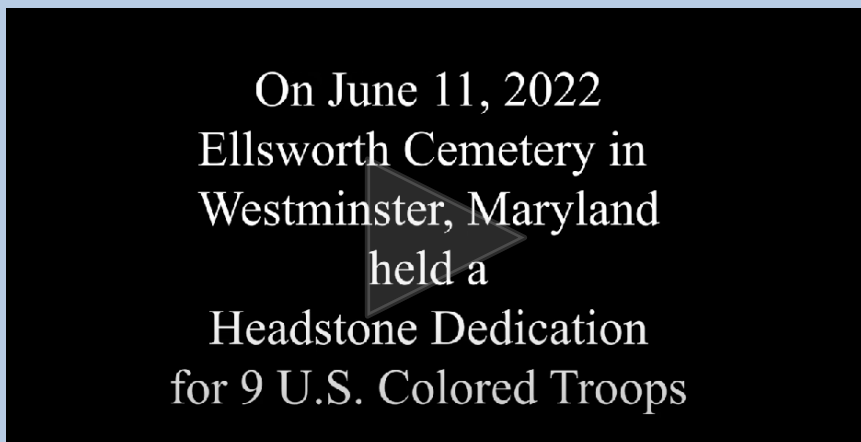 On June 11, 2022
Ellsworth Cemetery in
Westminster, Maryland
held a
Headstone Dedication
for 9 U.S. Colored Troops